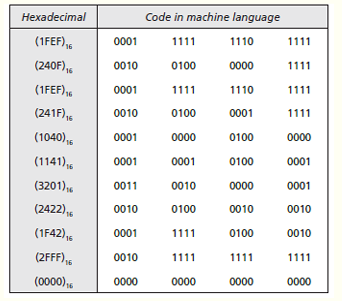 Hexadecimal Code in machine language
(1FEF)16 0001 1111 1110 1111
(240F)16 0010 0100 0000 1111
(1FEF)16 0001 1111 1110 1111
(241F)16 0010 0100 0001 1111
(1040)16 0001 0000 0100 0000
(1141)16 0001 0001 0100 0001
(3201)16 0011 0010 0000 0001
(2422)16 0010 0100 0010 0010
(1F42)16 0001 1111 0100 0010
(2FFF)16 0010 1111 1111 1111
(0000)16 0000 0000 0000 0000